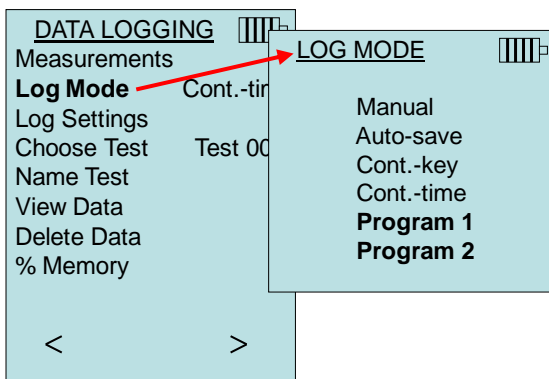 DATA LOGGING
Measurements
Log Mode Cont.-tim
Log Settings
Choose Test Test 00
Name Test
View Data
Delete Data
% Memory
< >
LOG MODE
Manual
Auto-save
Cont.-key
Cont.-time
Program 1
Program 2